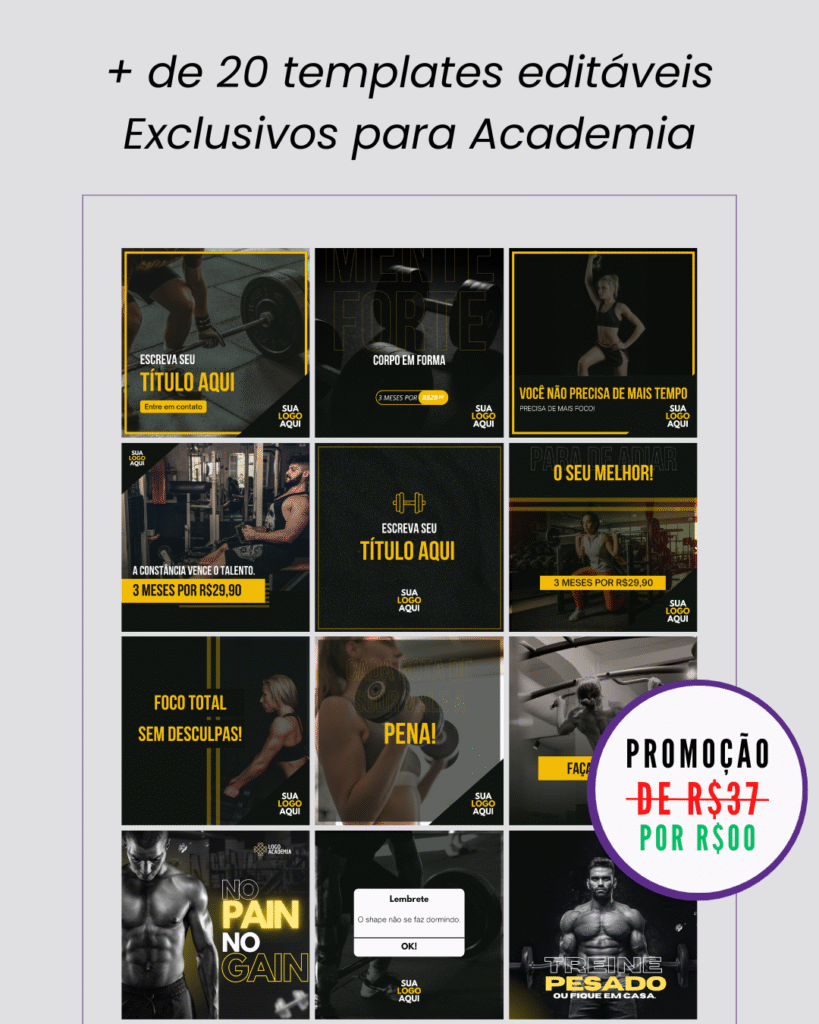 + de 20 templates editáveis
Exclusivos para Academia
ESCREVA SEU
TÍTULO AQUI
Entre em contato
SUA
LOGO
AQUI
MENTE
FORTE
CORPO EM FORMA
3 MESES POR R$29,90
SUA
LOGO
AQUI
VOCÊ NÃO PRECISA DE MAIS TEMPO
PRECISA DE MAIS FOCO!
SUA
LOGO
AQUI
SUA
LOGO
AQUI
A CONSTÂNCIA VENCE O TALENTO.
3 MESES POR R$29,90
ESCREVA SEU
TÍTULO AQUI
SUA
LOGO
AQUI
PARA DE ADIAR
O SEU MELHOR!
3 MESES POR R$29,90
SUA
LOGO
AQUI
FOCO TOTAL
SEM DESCULPAS!
SUA
LOGO
AQUI
PENA!
SUA
LOGO
AQUI
FAÇA
PROMOÇÃO
DE R$37
POR R$00
LOGO
ACADEMIA
NO
PAIN
NO
GAIN
Lembrete
O shape não se faz dormindo.
OK!
SUA
LOGO
AQUI
TREINE
PESADO
OU FIQUE EM CASA.